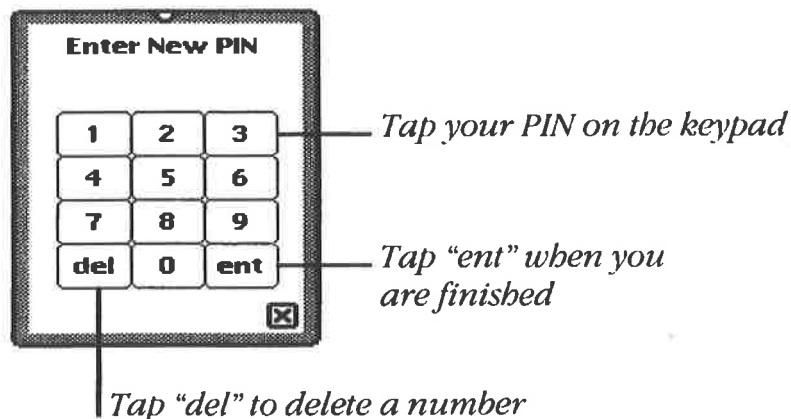 Enter New PIN
1 2 3
Tap your PIN on the keypad
4 5 6
7 8 9
del 0 ent
Tap “ent” when you
are finished
Tap “del” to delete a number